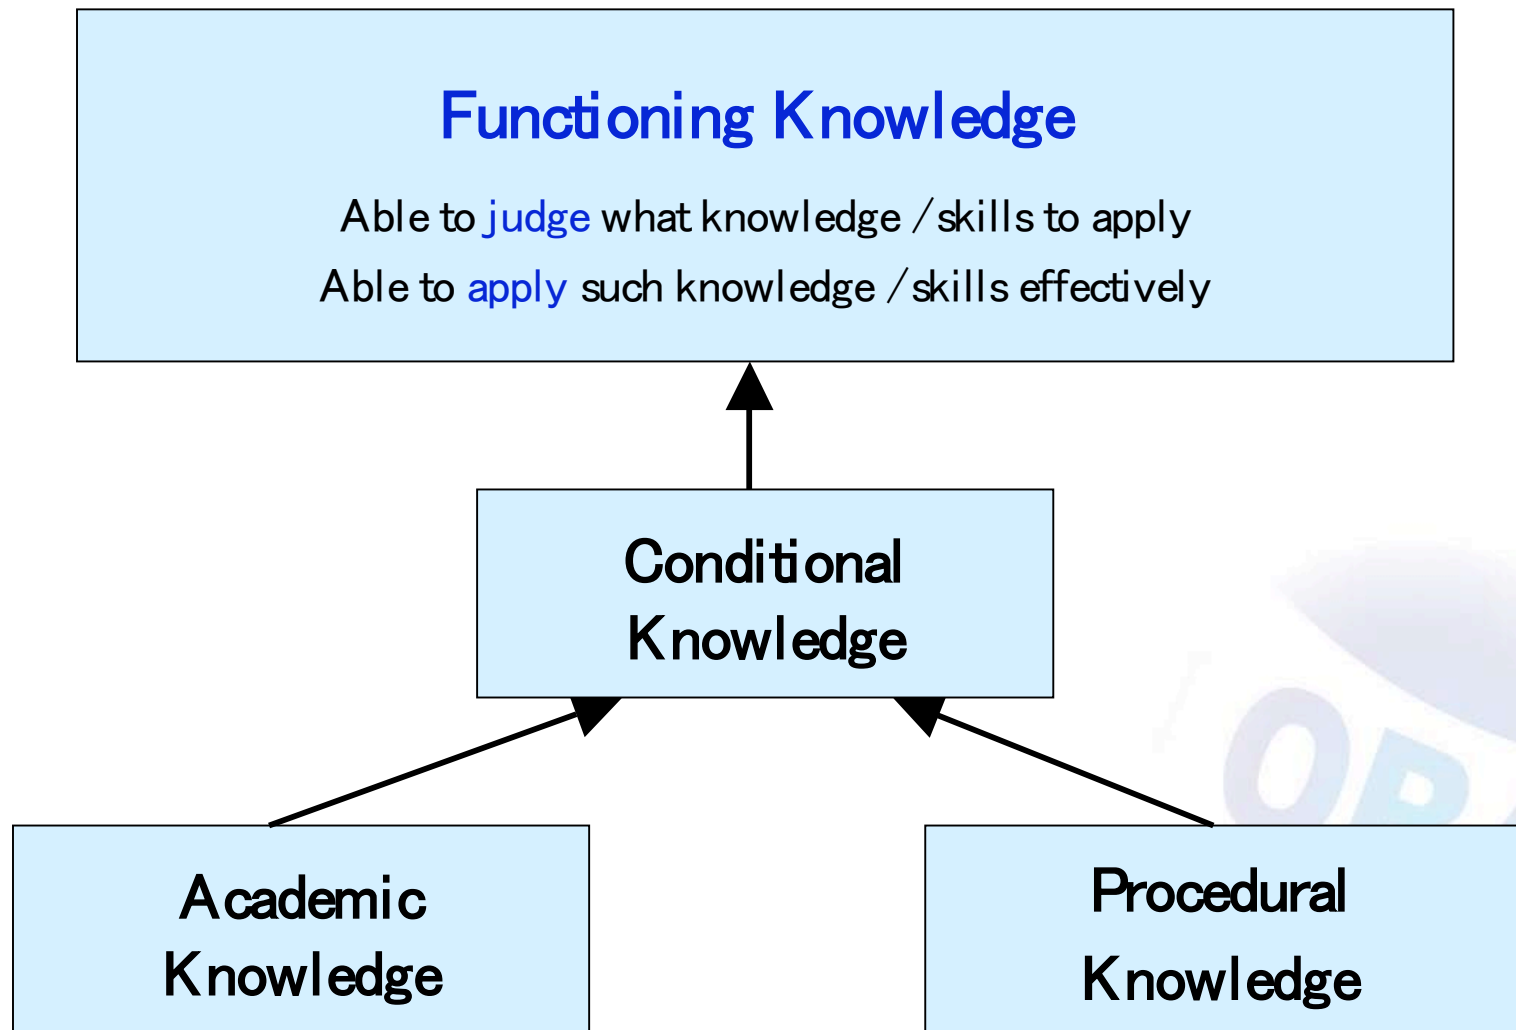 Functioning Knowledge
Able to judge what knowledge / skills to apply
Able to apply such knowledge / skills effectively
Conditional
Knowledge
Academic
Knowledge
Procedural
Knowledge